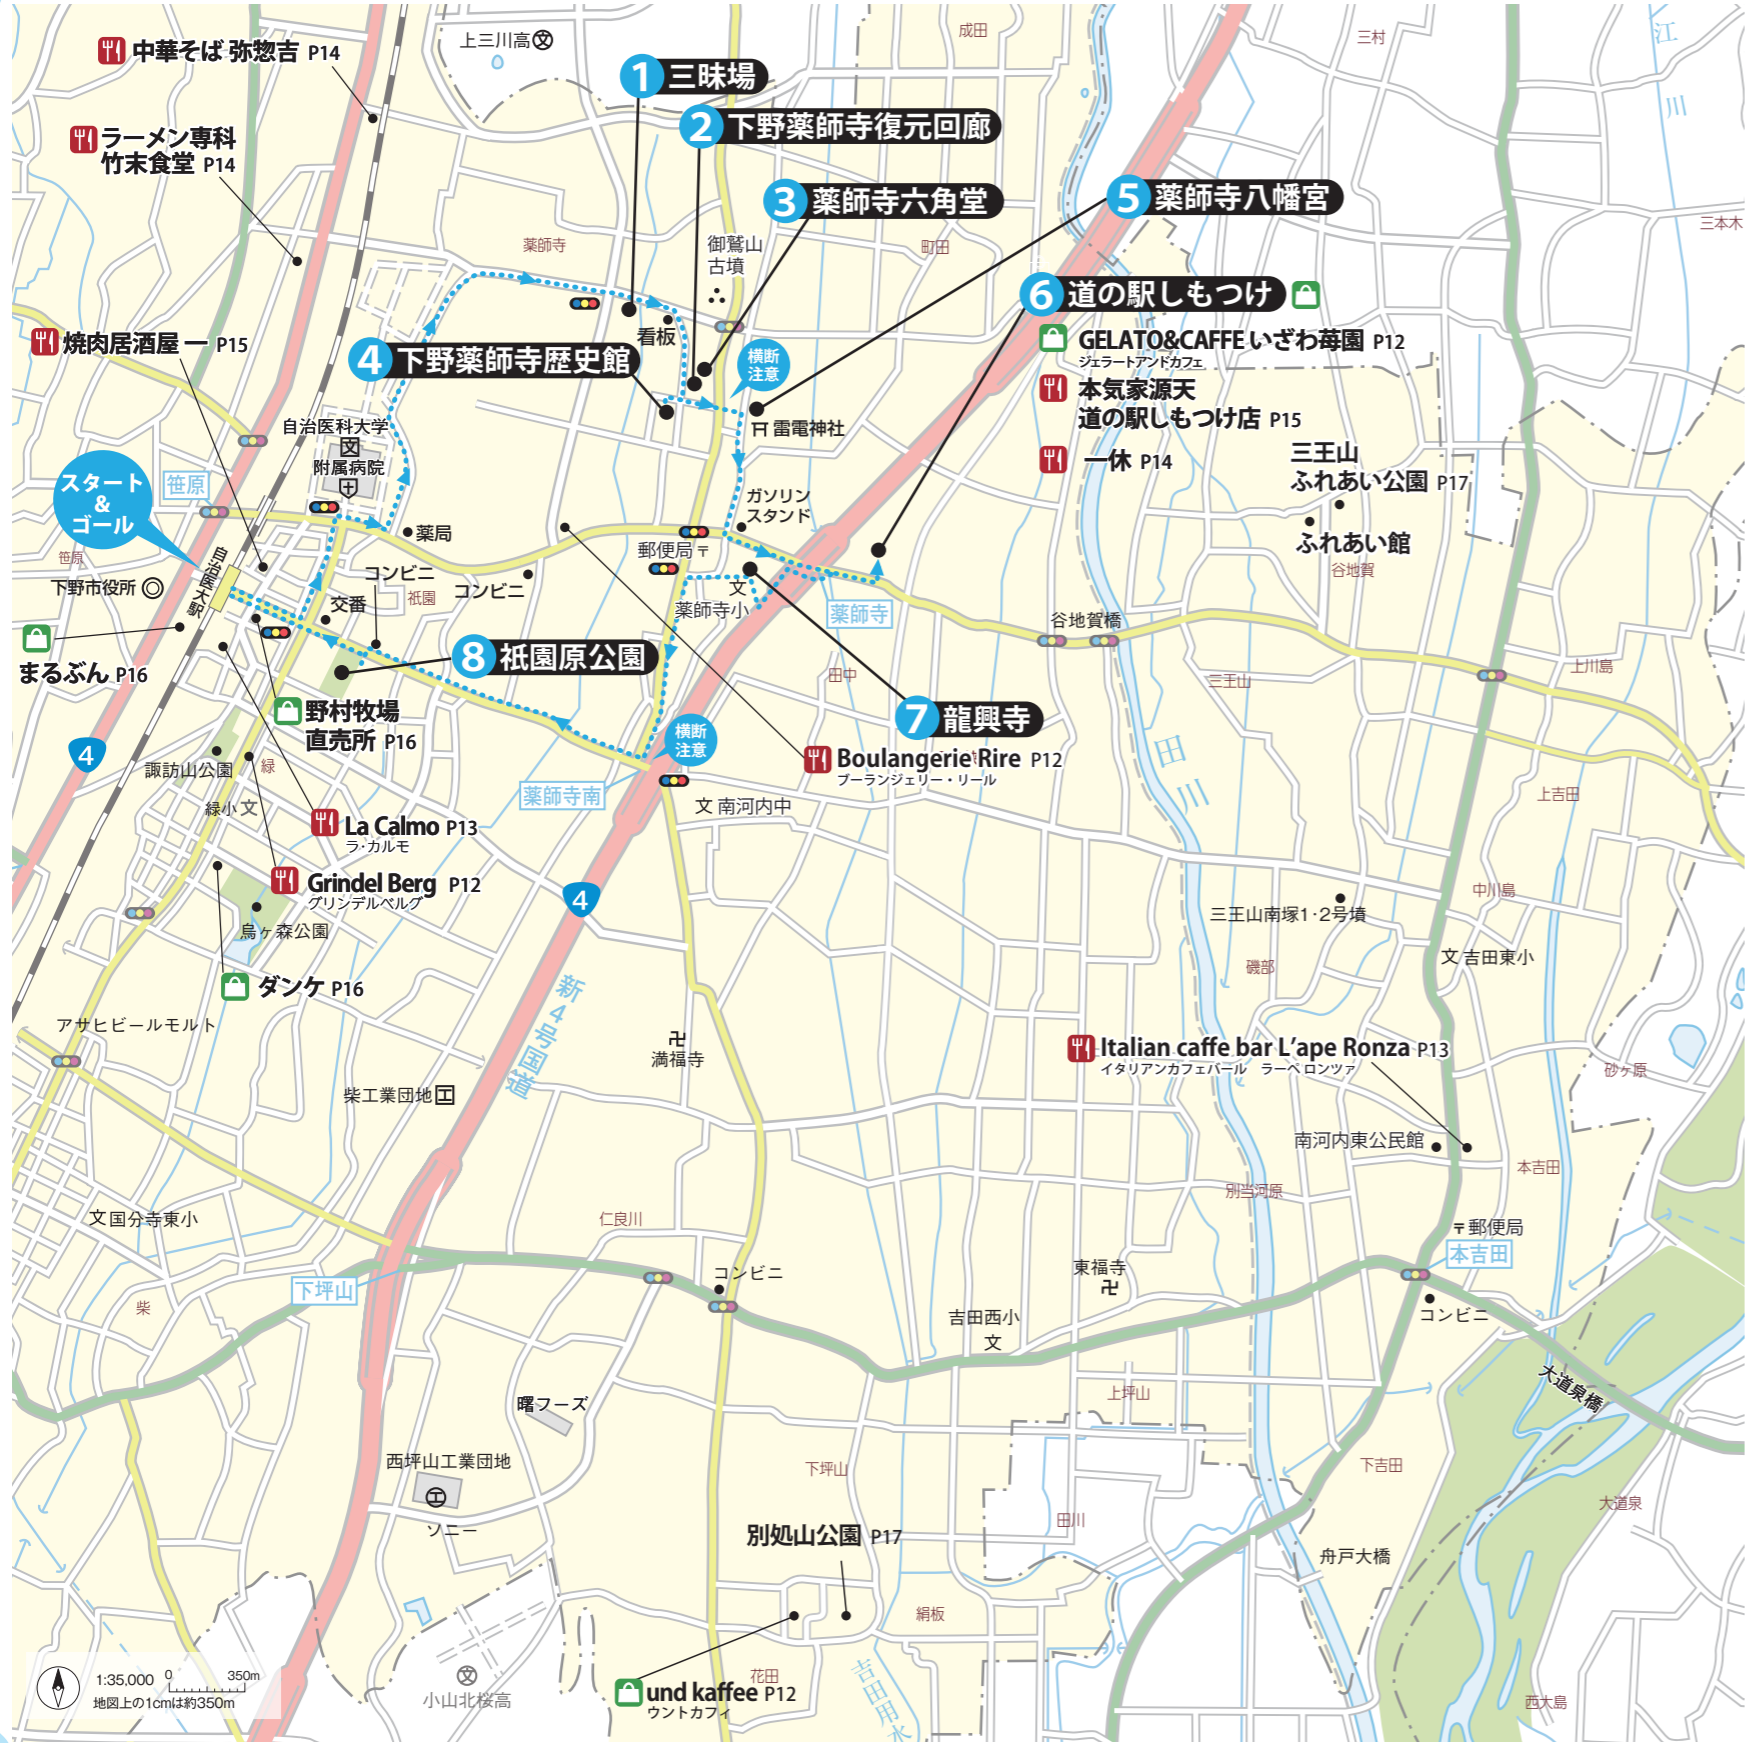 中華そば 弥惣吉 P14
上三川高
成田
三村
江川
1 三昧場
2 下野薬師寺復元回廊
ラーメン専科
竹末食堂 P14
3 薬師寺六角堂
5 薬師寺八幡宮
三本木
薬師寺
御鷲山
古墳
町田
6 道の駅しもつけ
看板
焼肉居酒屋 一 P15
4 下野薬師寺歴史館
横断
注意
GELATO&CAFFE いざわ苺園 P12
ジェラートアンドカフェ
本気家源天
道の駅しもつけ店 P15
一休 P14
自治医科大学
附属病院
雷電神社
三王山
ふれあい公園 P17
ふれあい館
谷地賀
スタート
&
ゴール
笹原
笹原
ガソリン
スタンド
薬局
郵便局
下野市役所
自治医大駅
コンビニ
祇園
コンビニ
交番
文
薬師寺小
薬師寺
谷地賀橋
まるぶん P16
8 祇園原公園
田中
三王山
上川島
野村牧場
直売所 P16
7 龍興寺
4
横断
注意
Boulangerie Rire P12
ブーランジェリー・リール
田川
諏訪山公園
緑
緑小 文
薬師寺南
文 南河内中
上吉田
La Calmo P13
ラ・カルモ
Grindel Berg P12
グリンデルベルグ
4
中川島
三王山南塚1・2号墳
烏ヶ森公園
文 吉田東小
磯部
ダンケ P16
新4号国道
アサヒビールモルト
満福寺
Italian caffe bar L'ape Ronza P13
イタリアンカフェバール ラーペ ロンツァ
砂ヶ原
柴工業団地
南河内東公民館
本吉田
別当河原
文 国分寺東小
仁良川
郵便局
本吉田
下坪山
コンビニ
東福寺
柴
吉田西小
文
コンビニ
大道泉橋
上坪山
曙フーズ
西坪山工業団地
下坪山
下吉田
大道泉
ソニー
田川
別処山公園 P17
舟戸大橋
絹板
1:35,000 0 350m
地図上の1cmは約350m
文
小山北桜高
花田
吉田用水
und kaffee P12
ウントカフィ
西大島